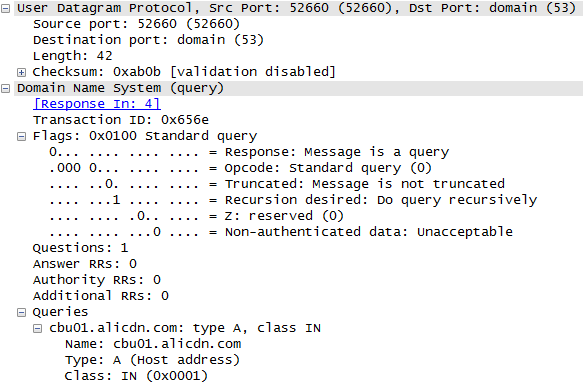 User Datagram Protocol, Src Port: 52660 (52660), Dst Port: domain (53)
Source port: 52660 (52660)
Destination port: domain (53)
Length: 42
Checksum: 0xab0b [validation disabled]
Domain Name System (query)
[Response In: 4]
Transaction ID: 0x656e
Flags: 0x0100 Standard query
0... .... .... .... = Response: Message is a query
.000 0... .... .... = Opcode: Standard query (0)
.... ..0. .... .... = Truncated: Message is not truncated
.... ...1 .... .... = Recursion desired: Do query recursively
.... .... .0.. .... = Z: reserved (0)
.... .... ...0 .... = Non-authenticated data: Unacceptable
Questions: 1
Answer RRs: 0
Authority RRs: 0
Additional RRs: 0
Queries
cbu01.alicdn.com: type A, class IN
Name: cbu01.alicdn.com
Type: A (Host address)
Class: IN (0x0001)